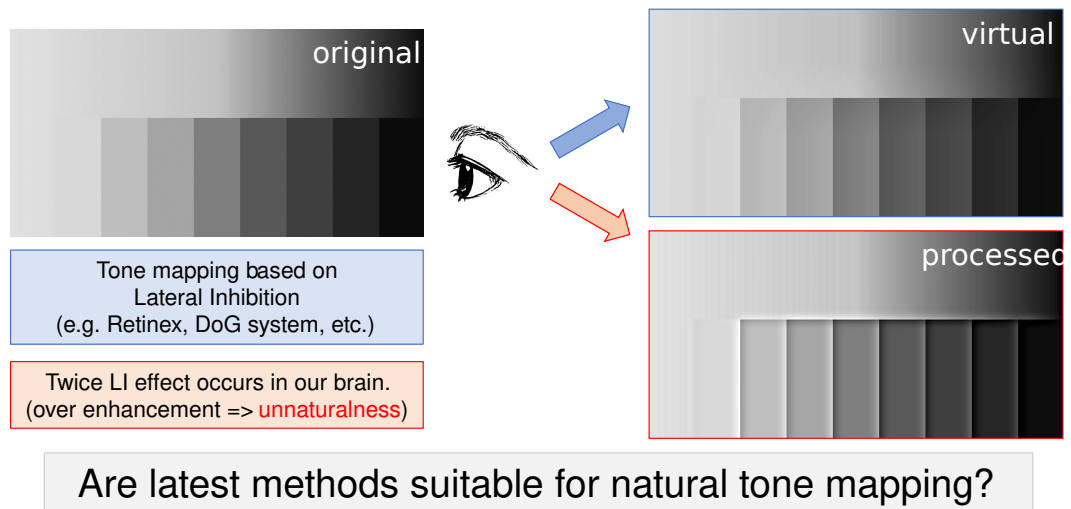 original
virtual
processed
Tone mapping based on
Lateral Inhibition
(e.g. Retinex, DoG system, etc.)
Twice LI effect occurs in our brain.
(over enhancement => unnaturalness)
Are latest methods suitable for natural tone mapping?